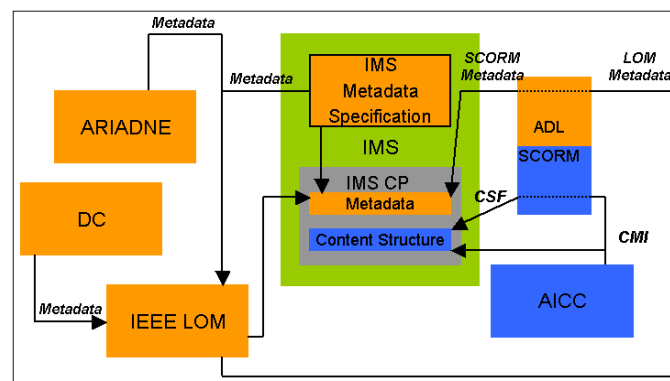 Metadata
IMS
Metadata
Specification
SCORM
Metadata
LOM
Metadata
Metadata
ARIADNE
ADL
IMS
SCORM
IMS CP
Metadata
CSF
DC
Content Structure
CMI
Metadata
IEEE LOM
AICC